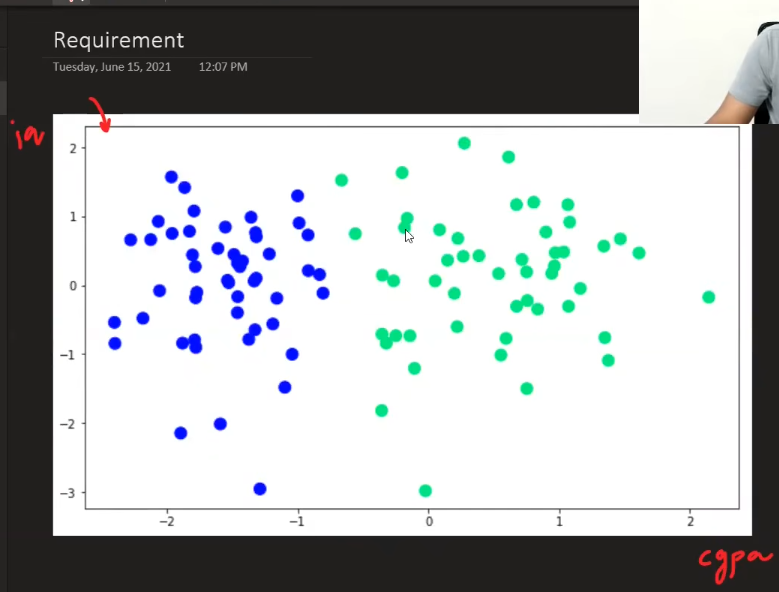 Requirement
Tuesday, June 15, 2021 12:07 PM
iq
2
1
0
−1
−2
−3
−2 −1 0 1 2
cgpa